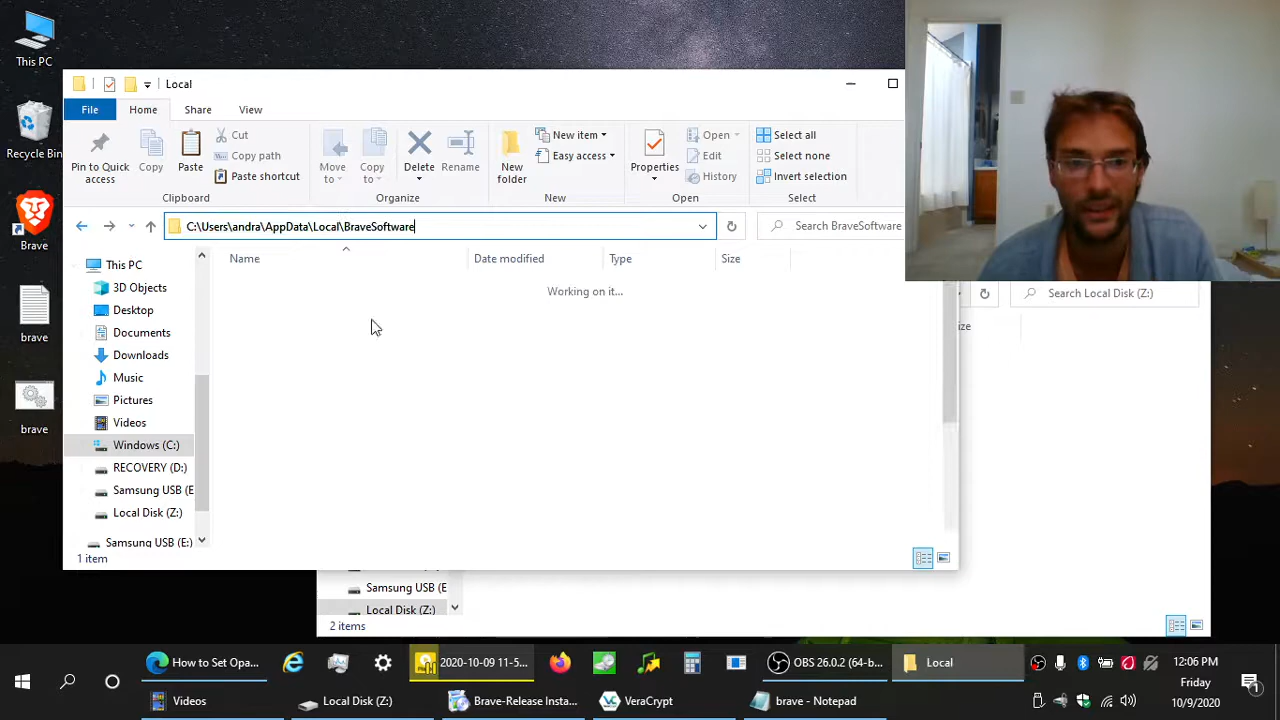 This PC
Recycle Bin
Brave
brave
brave
Local
File
Home
Share
View
Pin to Quick
access
Copy
Paste
Cut
Copy path
Paste shortcut
Clipboard
Move
to
Copy
to
Delete
Rename
Organize
New
folder
New item
Easy access
New
Properties
Open
Edit
History
Open
Select all
Select none
Invert selection
Select
C:\Users\andra\AppData\Local\BraveSoftware
Search BraveSoftware
Name
Date modified
Type
Size
Working on it...
This PC
3D Objects
Desktop
Documents
Downloads
Music
Pictures
Videos
Windows (C:)
RECOVERY (D:)
Samsung USB (E
Local Disk (Z:)
Samsung USB (E:)
1 item
Search Local Disk (Z:)
ize
Samsung USB (E
Local Disk (Z:)
2 items
How to Set Opa...
2020-10-09 11-5...
OBS 26.0.2 (64-b...
Local
12:06 PM
Friday
10/9/2020
1
Videos
Local Disk (Z:)
Brave-Release Insta...
VeraCrypt
brave - Notepad